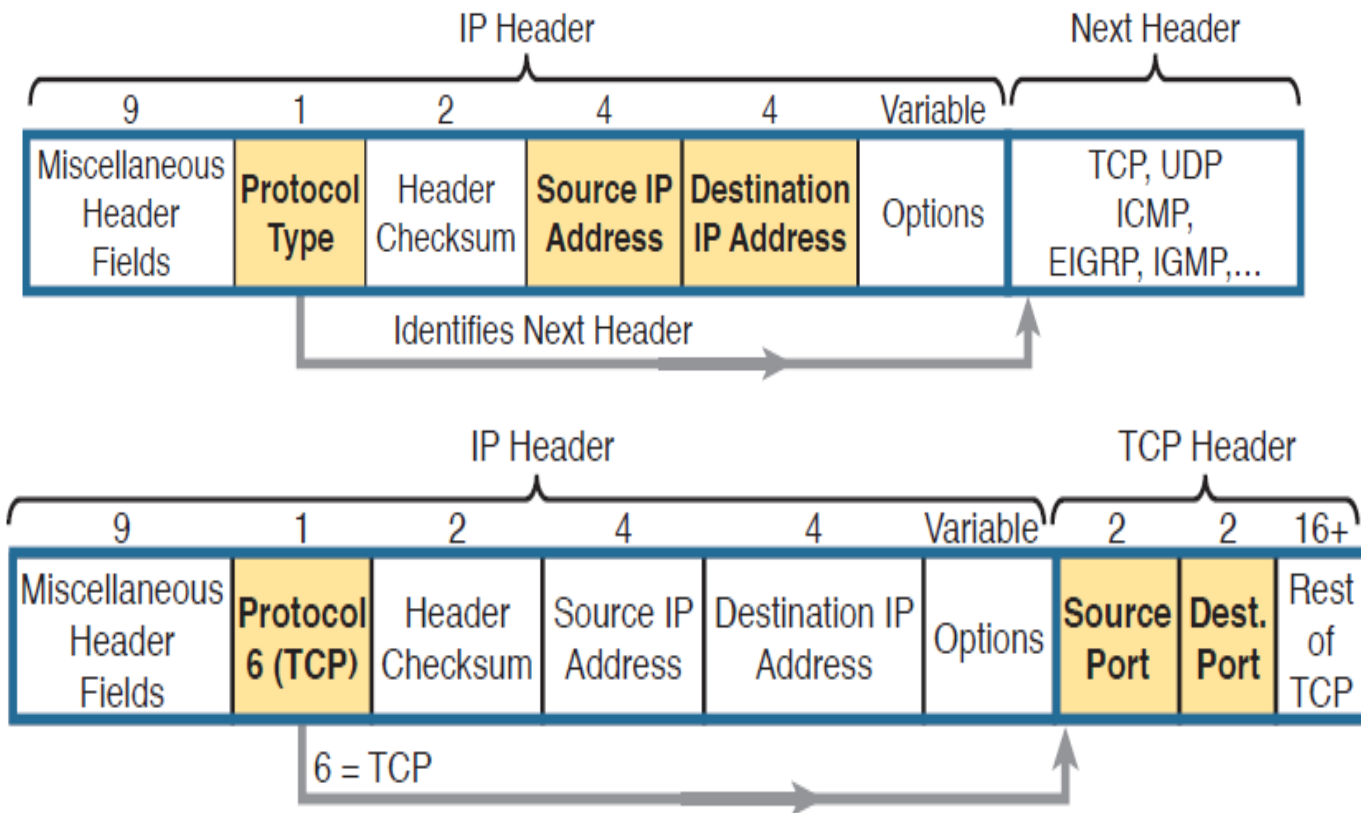 IP Header
Next Header
9 1 2 4 4 Variable
Miscellaneous
Header
Fields
Protocol
Type
Header
Checksum
Source IP
Address
Destination
IP Address
Options
TCP, UDP
ICMP,
EIGRP, IGMP,...
Identifies Next Header
IP Header
TCP Header
9 1 2 4 4 Variable 2 2 16+
Miscellaneous
Header
Fields
Protocol
6 (TCP)
Header
Checksum
Source IP
Address
Destination IP
Address
Options
Source
Port
Dest.
Port
Rest
of
TCP
6 = TCP